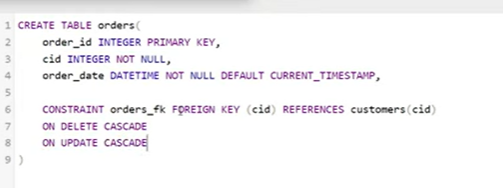 1 CREATE TABLE orders(
2 order_id INTEGER PRIMARY KEY,
3 cid INTEGER NOT NULL,
4 order_date DATETIME NOT NULL DEFAULT CURRENT_TIMESTAMP,
5
6 CONSTRAINT orders_fk FOREIGN KEY (cid) REFERENCES customers(cid)
7 ON DELETE CASCADE
8 ON UPDATE CASCADE
9 )